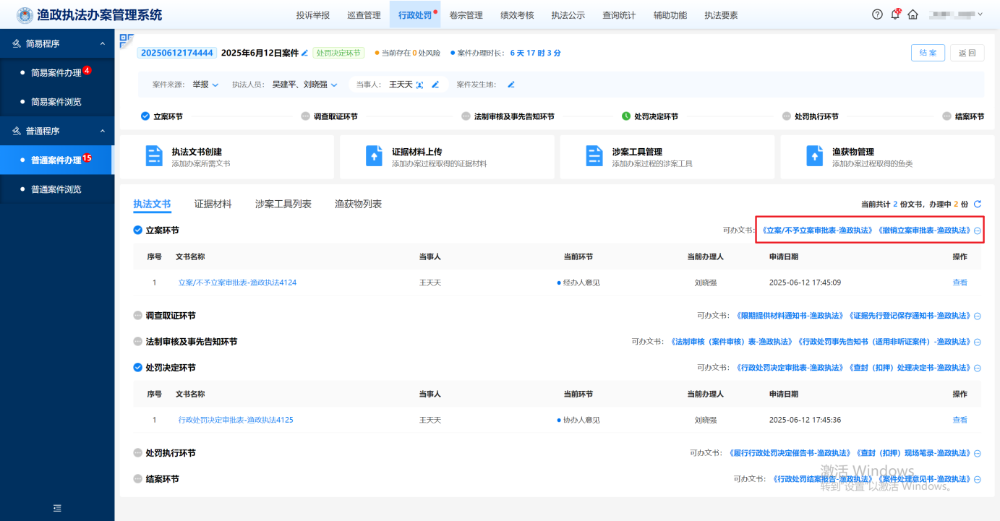 渔政执法办案管理系统 投诉举报 巡查管理 行政处罚 卷宗管理 绩效考核 执法公示 查询统计 辅助功能 执法要素
简易程序
简易案件办理 4
简易案件浏览
普通程序
普通案件办理 15
普通案件浏览
20250612174444 2025年6月12日案件 处罚决定环节 当前存在 0 处风险 案件办理时长: 6 天 17 时 3 分 结 案 返 回
案件来源: 举报 执法人员: 吴建平、刘晓强 当事人: 王天天 案件发生地:
立案环节 调查取证环节 法制审核及事先告知环节 处罚决定环节 处罚执行环节 结案环节
执法文书创建 证据材料上传 涉案工具管理 渔获物管理
添加办案所需文书 添加办案过程取得的证据材料 添加办案过程的涉案工具 添加办案过程取得的鱼类
执法文书 证据材料 涉案工具列表 渔获物列表 当前共计 2 份文书，办理中 2 份
立案环节 可办文书: 《立案/不予立案审批表-渔政执法》《撤销立案审批表-渔政执法》
序号 文书名称 当事人 当前环节 当前办理人 申请日期 操作
1 立案/不予立案审批表-渔政执法4124 王天天 经办人意见 刘晓强 2025-06-12 17:45:09 查看
调查取证环节 可办文书: 《限期提供材料通知书-渔政执法》《证据先行登记保存通知书-渔政执法》
法制审核及事先告知环节 可办文书: 《法制审核（案件审核）表-渔政执法》《行政处罚事先告知书（适用非听证案件）-渔政执法》
处罚决定环节 可办文书: 《行政处罚决定审批表-渔政执法》《查封（扣押）处理决定书-渔政执法》
序号 文书名称 当事人 当前环节 当前办理人 申请日期 操作
1 行政处罚决定审批表-渔政执法4125 王天天 协办人意见 刘晓强 2025-06-12 17:45:36 查看
处罚执行环节 可办文书: 《履行行政处罚决定催告书-渔政执法》《查封（扣押）现场笔录-渔政执法》
激活 Windows
结案环节 可办文书: 《行政处罚结案报告-渔政执法》《案件处理意见书-渔政执法》
转到"设置"以激活 Windows。